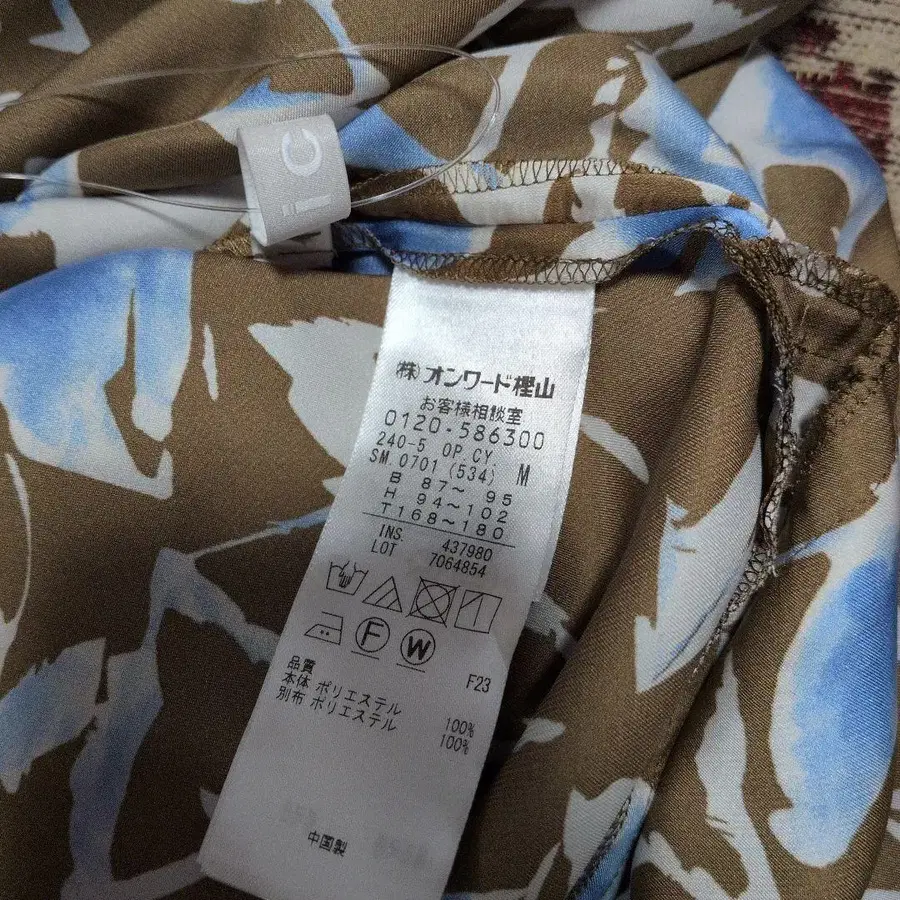 ic
(株)オンワード樫山
お客様相談室
0120-586300
240-5 OP.CY.
SM.0701(534) M
B 87～ 95
H 94～102
T168～180
INS. 437980
LOT 7064854
F
W
品質 F23
本体 ポリエステル 100%
別布 ポリエステル 100%
中国製